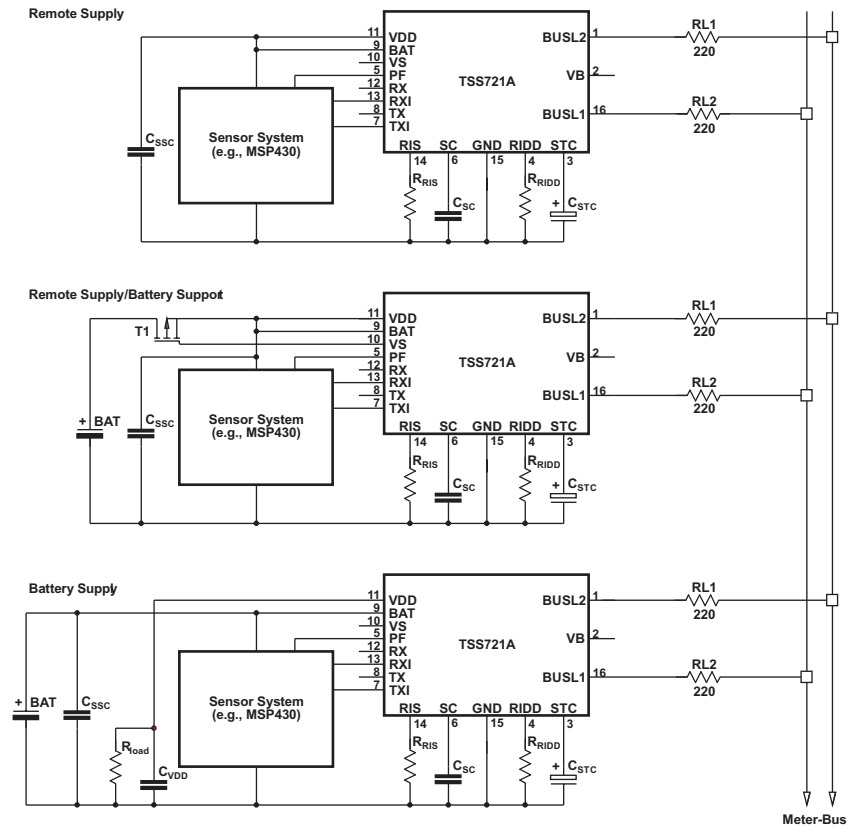 Remote Supply
11 VDD
9 BAT
10 VS
5 PF
12 RX
13 RXI
8 TX
7 TXI
TSS721A
BUSL2 1
VB 2
BUSL1 16
RL1
220
RL2
220
RIS SC GND RIDD STC
14 6 15 4 3
Sensor System
(e.g., MSP430)
CSSC
RRIS
CSC
RRIDD
+ CSTC
Remote Supply/Battery Support
T1
11 VDD
9 BAT
10 VS
5 PF
12 RX
13 RXI
8 TX
7 TXI
TSS721A
BUSL2 1
VB 2
BUSL1 16
RL1
220
RL2
220
RIS SC GND RIDD STC
14 6 15 4 3
Sensor System
(e.g., MSP430)
+ BAT
CSSC
RRIS
CSC
RRIDD
+ CSTC
Battery Supply
11 VDD
9 BAT
10 VS
5 PF
12 RX
13 RXI
8 TX
7 TXI
TSS721A
BUSL2 1
VB 2
BUSL1 16
RL1
220
RL2
220
RIS SC GND RIDD STC
14 6 15 4 3
Sensor System
(e.g., MSP430)
+ BAT
CSSC
Rload
CVDD
RRIS
CSC
RRIDD
+ CSTC
Meter-Bus